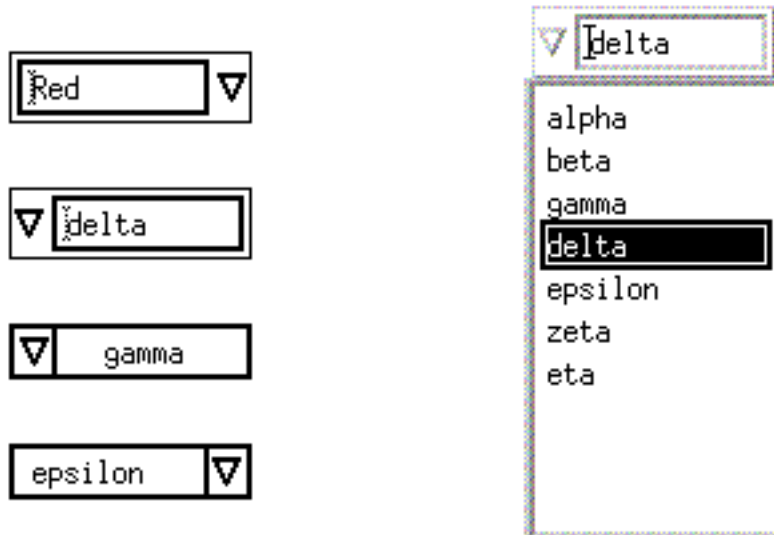 Red
delta
gamma
epsilon
delta
alpha
beta
gamma
delta
epsilon
zeta
eta